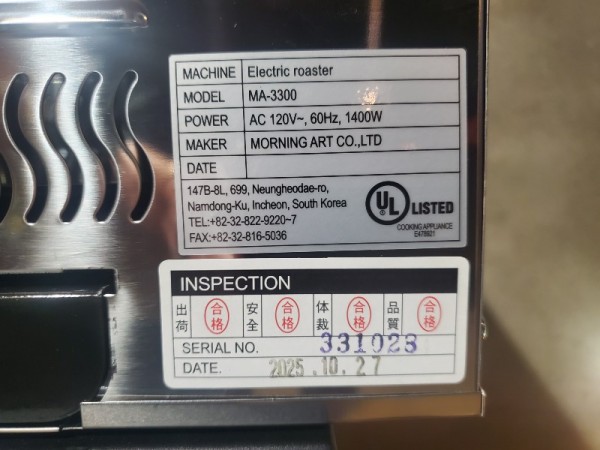 MACHINE Electric roaster
MODEL MA-3300
POWER AC 120V~, 60Hz, 1400W
MAKER MORNING ART CO.,LTD
DATE
147B-8L, 699, Neungheodae-ro,
Namdong-Ku, Incheon, South Korea
TEL:+82-32-822-9220~7
FAX:+82-32-816-5036
UL LISTED
COOKING APPLIANCE
E478921
INSPECTION
出荷 合格 安全 合格 体裁 合格 品質 合格
SERIAL NO. 331023
DATE. 2025.10.27